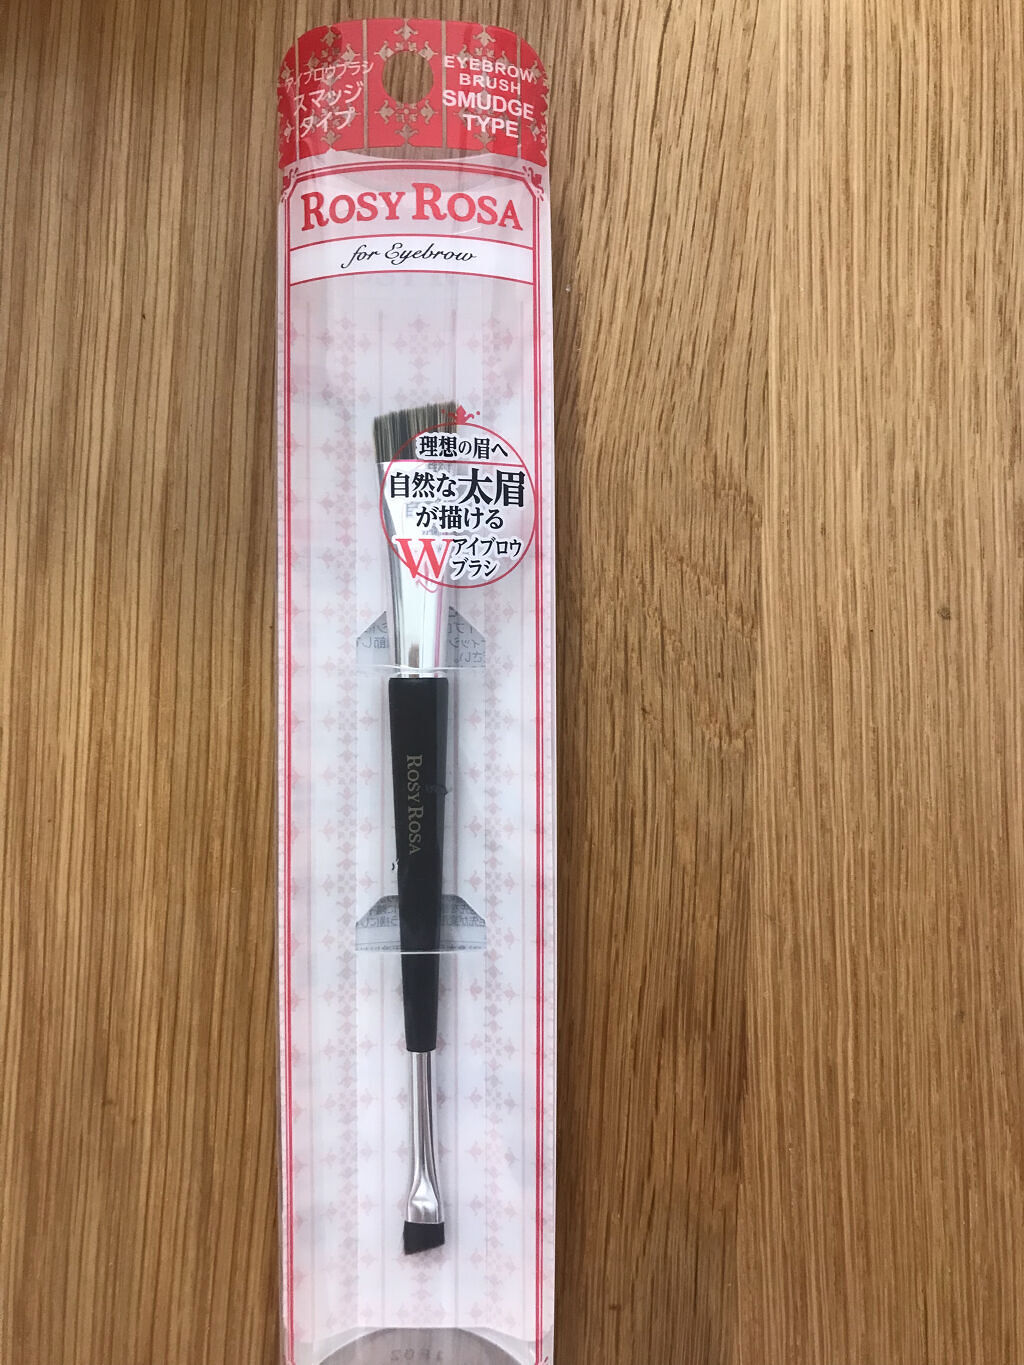 アイブロウブラシ
スマッジ
タイプ
EYEBROW
BRUSH
SMUDGE
TYPE
ROSY ROSA
for Eyebrow
理想の眉へ
自然な太眉
が描ける
Wアイブロウ
ブラシ
ROSY ROSA